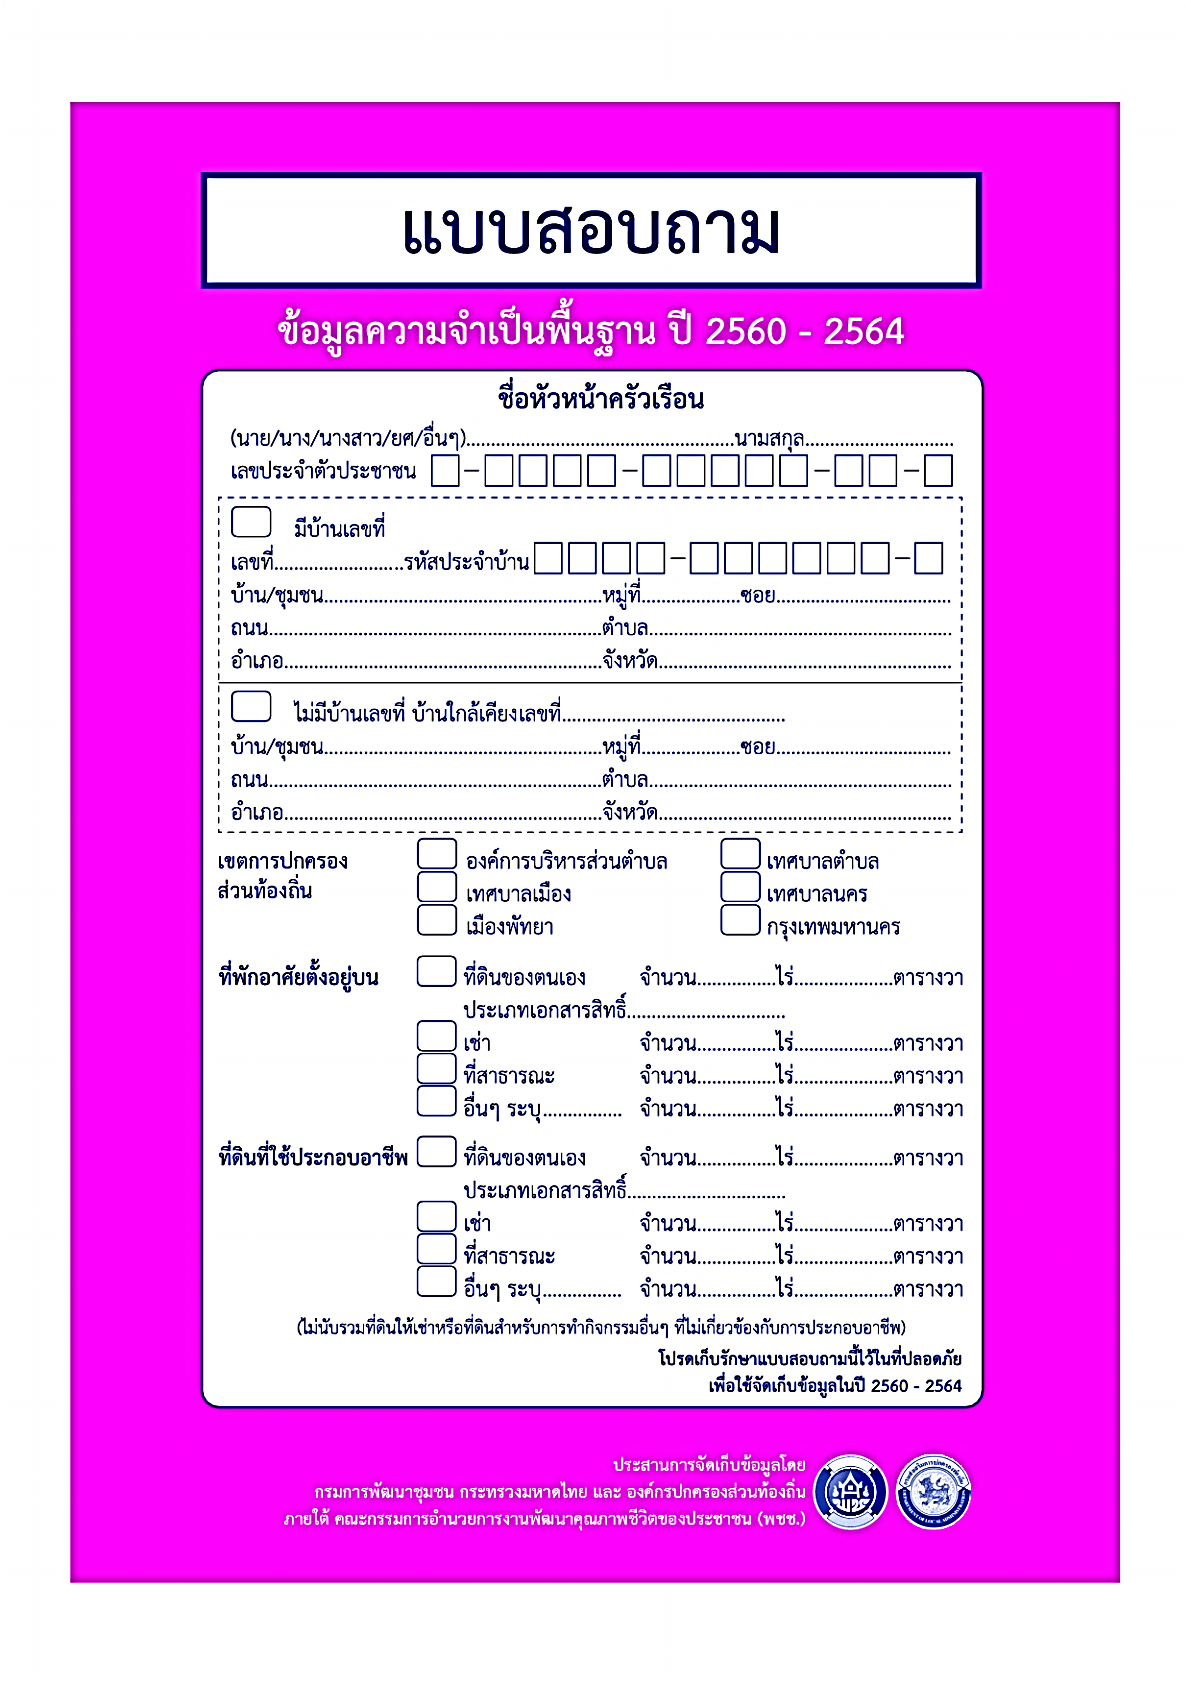 แบบสอบถาม
ข้อมูลความจำเป็นพื้นฐาน ปี 2560 - 2564
ชื่อหัวหน้าครัวเรือน
(นาย/นาง/นางสาว/ยศ/อื่นๆ)......................................................นามสกุล..............................
เลขประจำตัวประชาชน – – – –
มีบ้านเลขที่
เลขที่..........................รหัสประจำบ้าน – –
บ้าน/ชุมชน........................................................หมู่ที่....................ซอย...................................
ถนน...................................................................ตำบล.............................................................
อำเภอ................................................................จังหวัด...........................................................
ไม่มีบ้านเลขที่ บ้านใกล้เคียงเลขที่.............................................
บ้าน/ชุมชน........................................................หมู่ที่....................ซอย...................................
ถนน...................................................................ตำบล.............................................................
อำเภอ................................................................จังหวัด...........................................................
เขตการปกครอง องค์การบริหารส่วนตำบล เทศบาลตำบล
ส่วนท้องถิ่น เทศบาลเมือง เทศบาลนคร
เมืองพัทยา กรุงเทพมหานคร
ที่พักอาศัยตั้งอยู่บน ที่ดินของตนเอง จำนวน................ไร่....................ตารางวา
ประเภทเอกสารสิทธิ์................................
เช่า จำนวน................ไร่....................ตารางวา
ที่สาธารณะ จำนวน................ไร่....................ตารางวา
อื่นๆ ระบุ................ จำนวน................ไร่....................ตารางวา
ที่ดินที่ใช้ประกอบอาชีพ ที่ดินของตนเอง จำนวน................ไร่....................ตารางวา
ประเภทเอกสารสิทธิ์................................
เช่า จำนวน................ไร่....................ตารางวา
ที่สาธารณะ จำนวน................ไร่....................ตารางวา
อื่นๆ ระบุ................ จำนวน................ไร่....................ตารางวา
(ไม่นับรวมที่ดินให้เช่าหรือที่ดินสำหรับการทำกิจกรรมอื่นๆ ที่ไม่เกี่ยวข้องกับการประกอบอาชีพ)
โปรดเก็บรักษาแบบสอบถามนี้ไว้ในที่ปลอดภัย
เพื่อใช้จัดเก็บข้อมูลในปี 2560 - 2564
ประสานการจัดเก็บข้อมูลโดย
กรมการพัฒนาชุมชน กระทรวงมหาดไทย และ องค์กรปกครองส่วนท้องถิ่น
ภายใต้ คณะกรรมการอำนวยการงานพัฒนาคุณภาพชีวิตของประชาชน (พชช.)